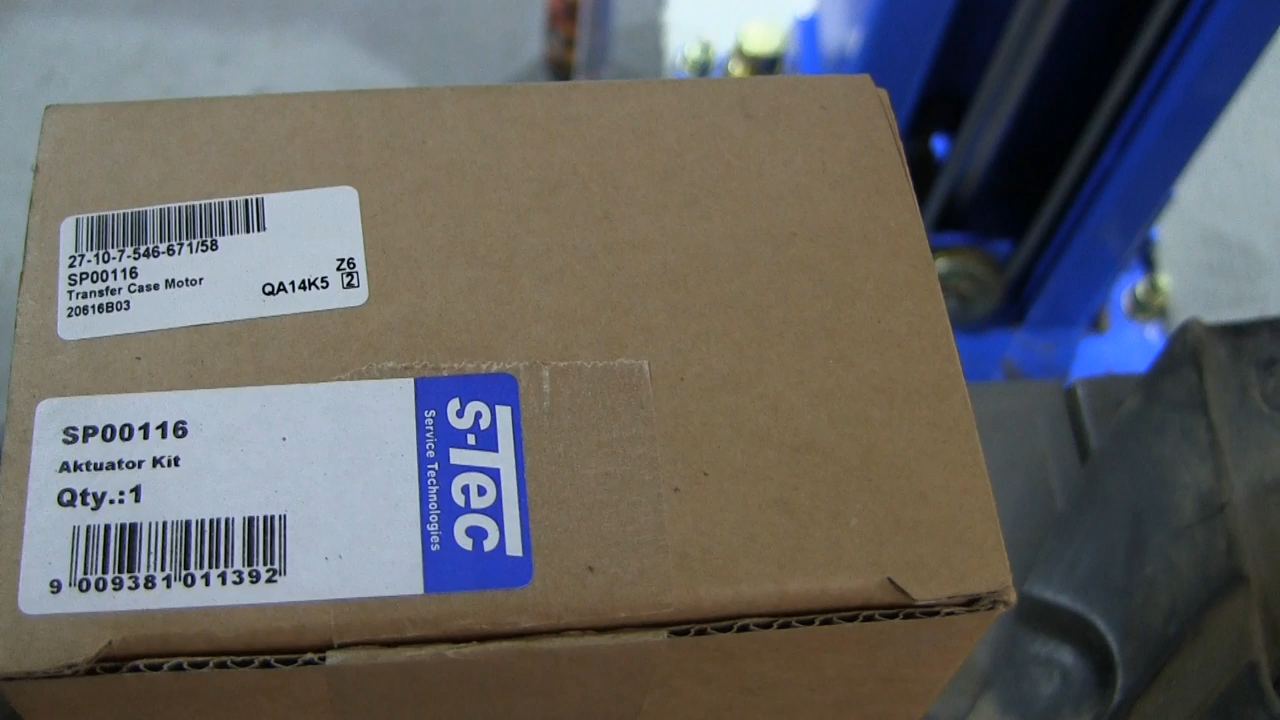 27-10-7-546-671/58
SP00116
Transfer Case Motor
20616B03
Z6
QA14K5 2
SP00116
Aktuator Kit
Qty.:1
9 009381 011392
S-Tec
Service Technologies